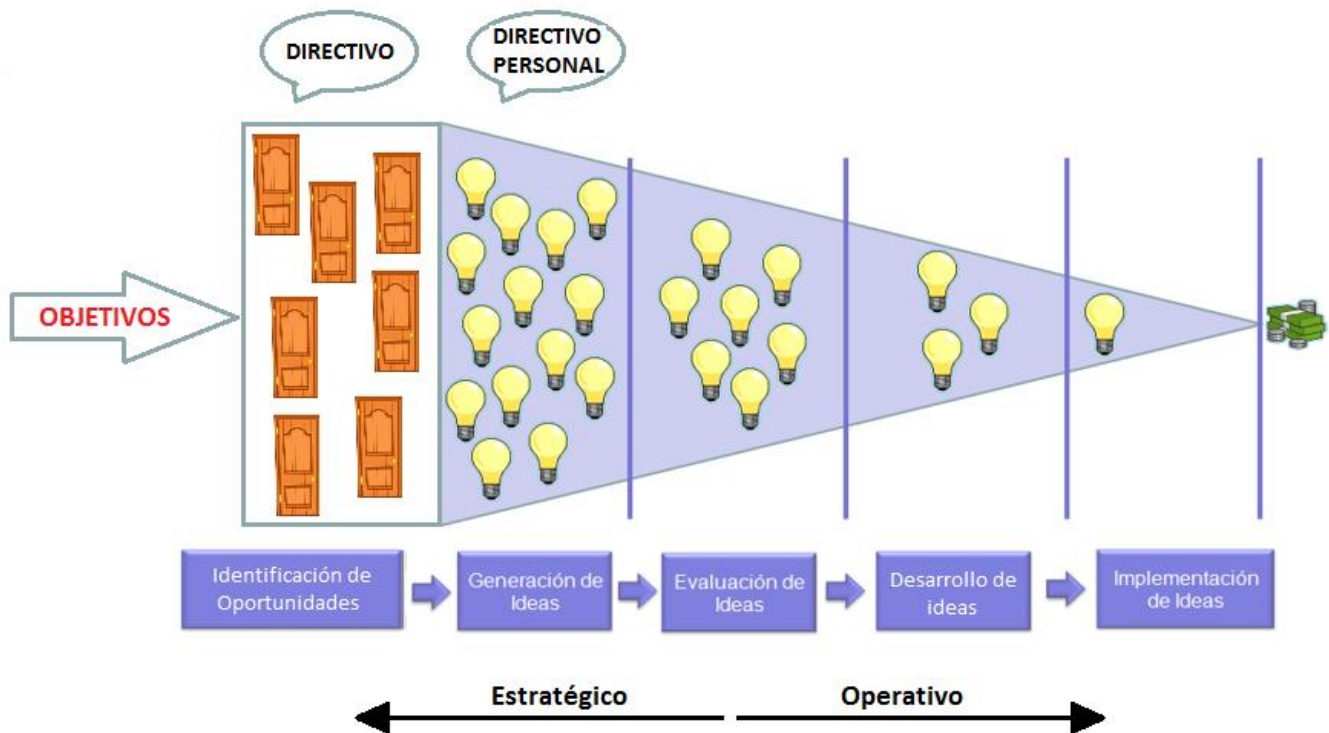 DIRECTIVO
DIRECTIVO
PERSONAL
OBJETIVOS
Identificación de
Oportunidades
Generación de
Ideas
Evaluación de
Ideas
Desarrollo de
ideas
Implementación
de Ideas
Estratégico
Operativo